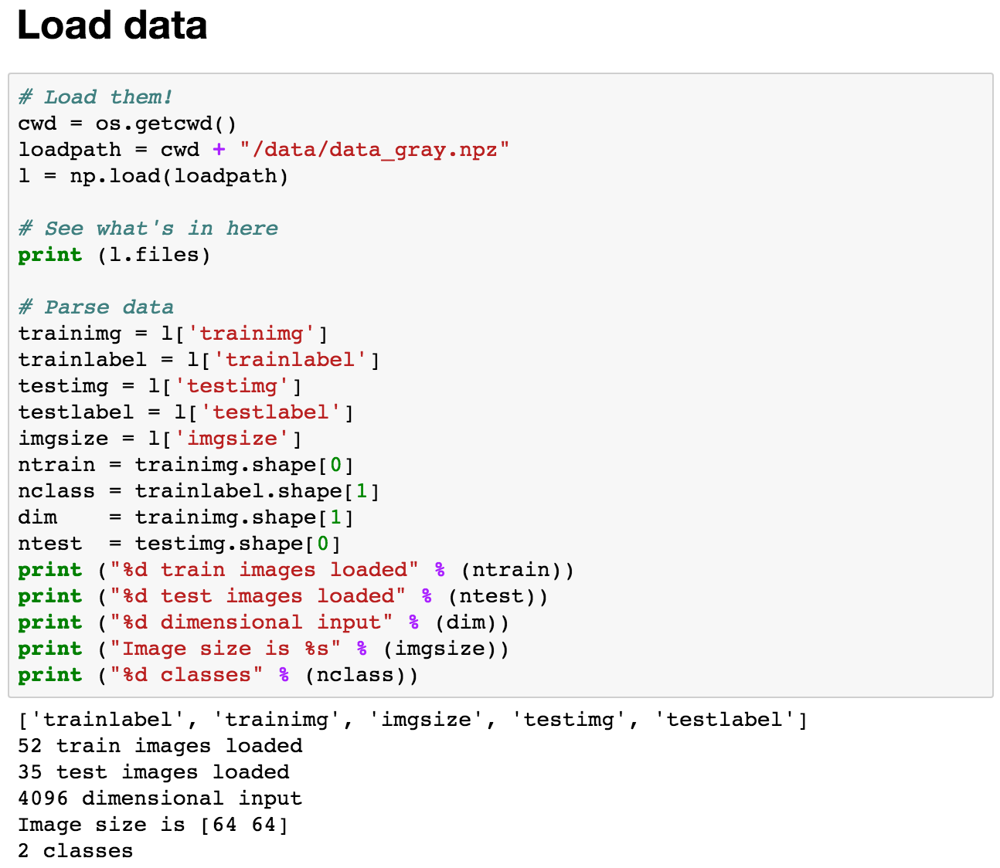 Load data
# Load them!
cwd = os.getcwd()
loadpath = cwd + "/data/data_gray.npz"
l = np.load(loadpath)
# See what's in here
print (l.files)
# Parse data
trainimg = l['trainimg']
trainlabel = l['trainlabel']
testimg = l['testimg']
testlabel = l['testlabel']
imgsize = l['imgsize']
ntrain = trainimg.shape[0]
nclass = trainlabel.shape[1]
dim    = trainimg.shape[1]
ntest  = testimg.shape[0]
print ("%d train images loaded" % (ntrain))
print ("%d test images loaded" % (ntest))
print ("%d dimensional input" % (dim))
print ("Image size is %s" % (imgsize))
print ("%d classes" % (nclass))
['trainlabel', 'trainimg', 'imgsize', 'testimg', 'testlabel']
52 train images loaded
35 test images loaded
4096 dimensional input
Image size is [64 64]
2 classes